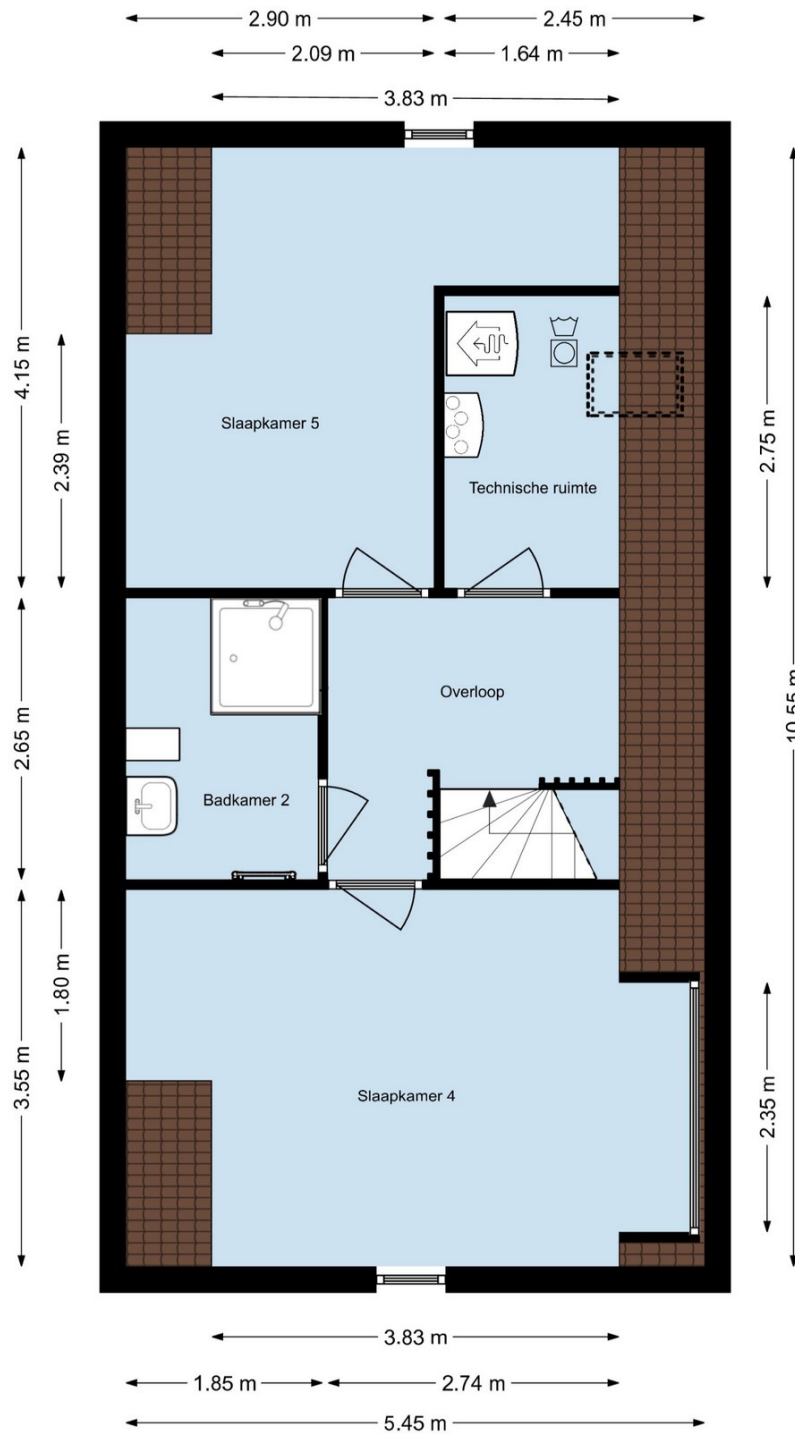 2.90 m
2.45 m
2.09 m
1.64 m
3.83 m
4.15 m
2.39 m
Slaapkamer 5
Technische ruimte
2.75 m
10.55 m
2.65 m
Overloop
Badkamer 2
1.80 m
3.55 m
Slaapkamer 4
2.35 m
3.83 m
1.85 m
2.74 m
5.45 m